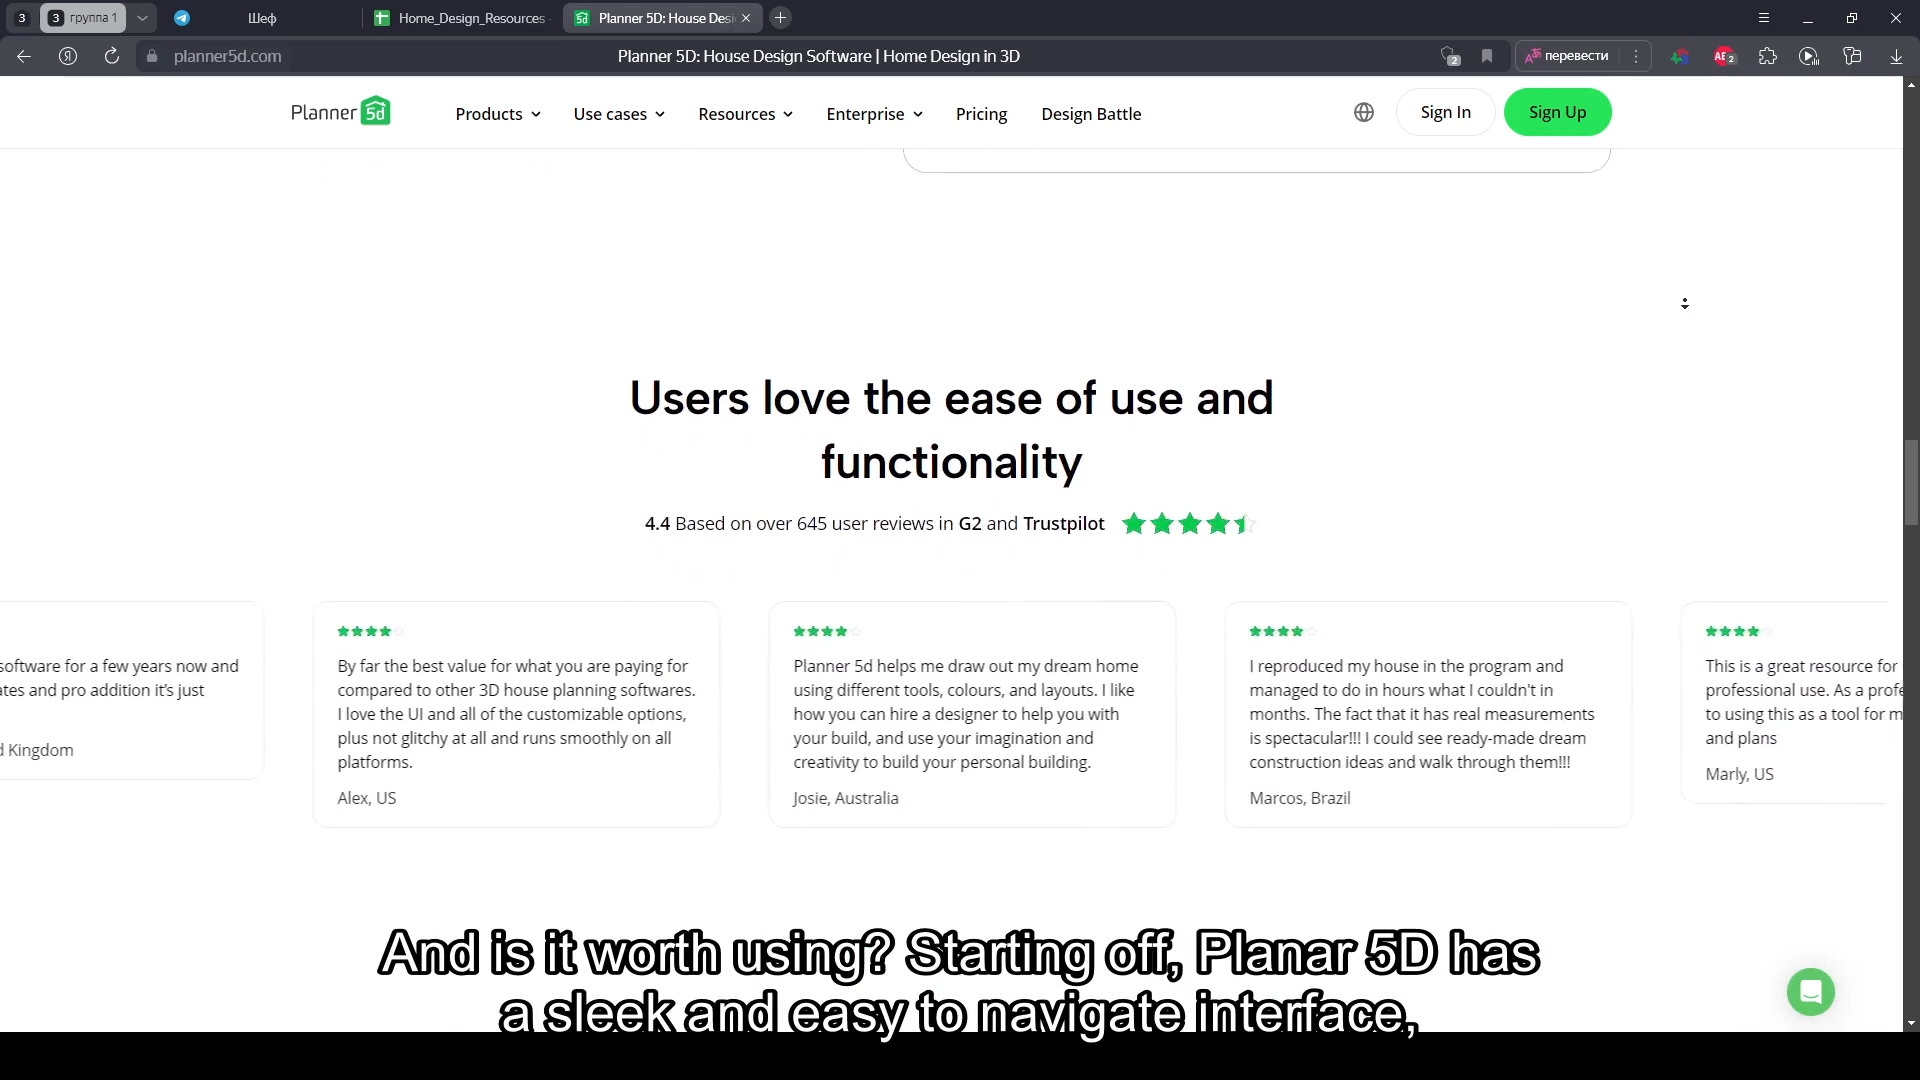 3
3 группа 1
Шеф
Home_Design_Resources
Planner 5D: House Desi
planner5d.com
Planner 5D: House Design Software | Home Design in 3D
2
перевести
2
Planner 5d
Products
Use cases
Resources
Enterprise
Pricing
Design Battle
Sign In
Sign Up
Users love the ease of use and
functionality
4.4 Based on over 645 user reviews in G2 and Trustpilot
software for a few years now and
ates and pro addition it’s just
d Kingdom
By far the best value for what you are paying for
compared to other 3D house planning softwares.
I love the UI and all of the customizable options,
plus not glitchy at all and runs smoothly on all
platforms.
Alex, US
Planner 5d helps me draw out my dream home
using different tools, colours, and layouts. I like
how you can hire a designer to help you with
your build, and use your imagination and
creativity to build your personal building.
Josie, Australia
I reproduced my house in the program and
managed to do in hours what I couldn't in
months. The fact that it has real measurements
is spectacular!!! I could see ready-made dream
construction ideas and walk through them!!!
Marcos, Brazil
This is a great resource for
professional use. As a profe
to using this as a tool for m
and plans
Marly, US
And is it worth using? Starting off, Planar 5D has
a sleek and easy to navigate interface,